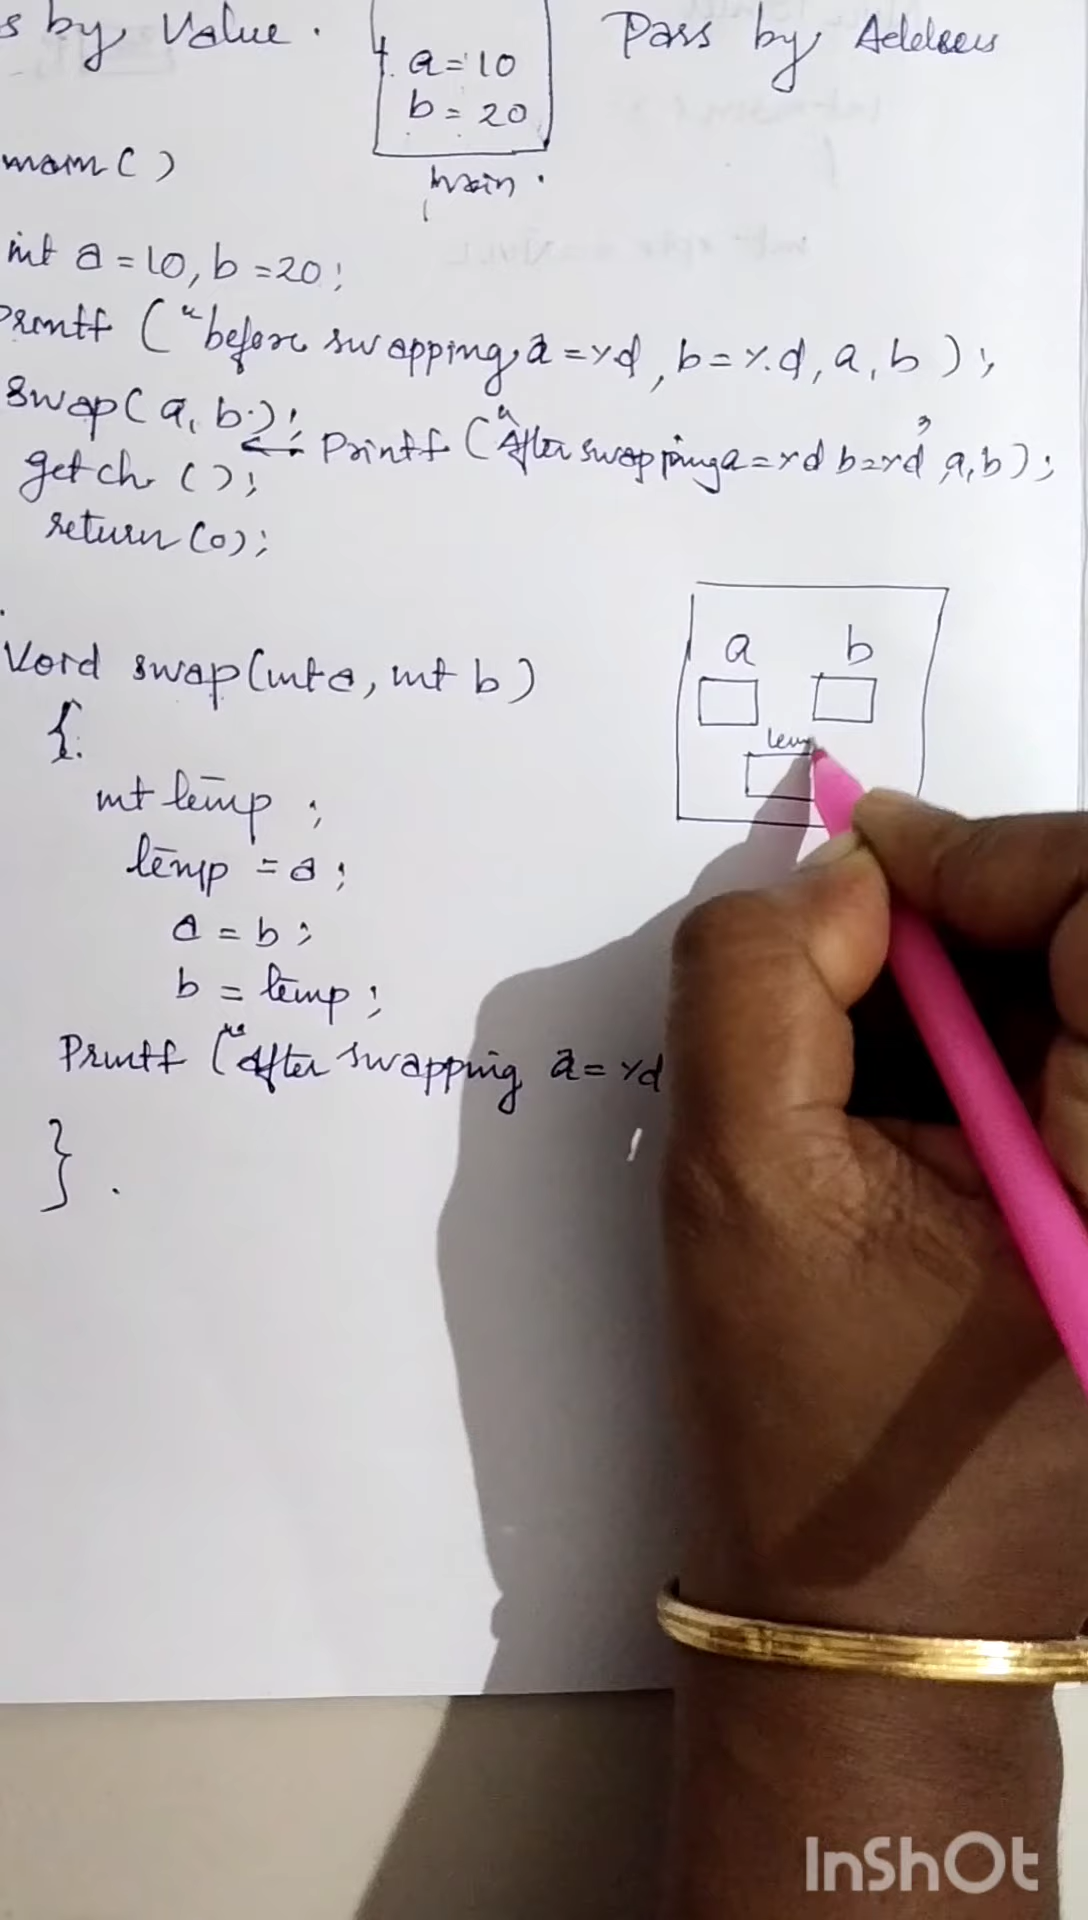 s by Value.
Pass by Address
a = 10
b = 20
main.
main()
int a = 10, b = 20;
Printf ("before swapping a = %d, b = %.d, a, b );
swap(a, b);
Printf ("After swapping a = %d b = %d, a, b);
getch ();
return (0);
Void swap(int a, int b)
{
int temp;
temp = a;
a = b;
b = temp;
Printf ("After swapping a = %d
}.
a
b
tem
InShOt